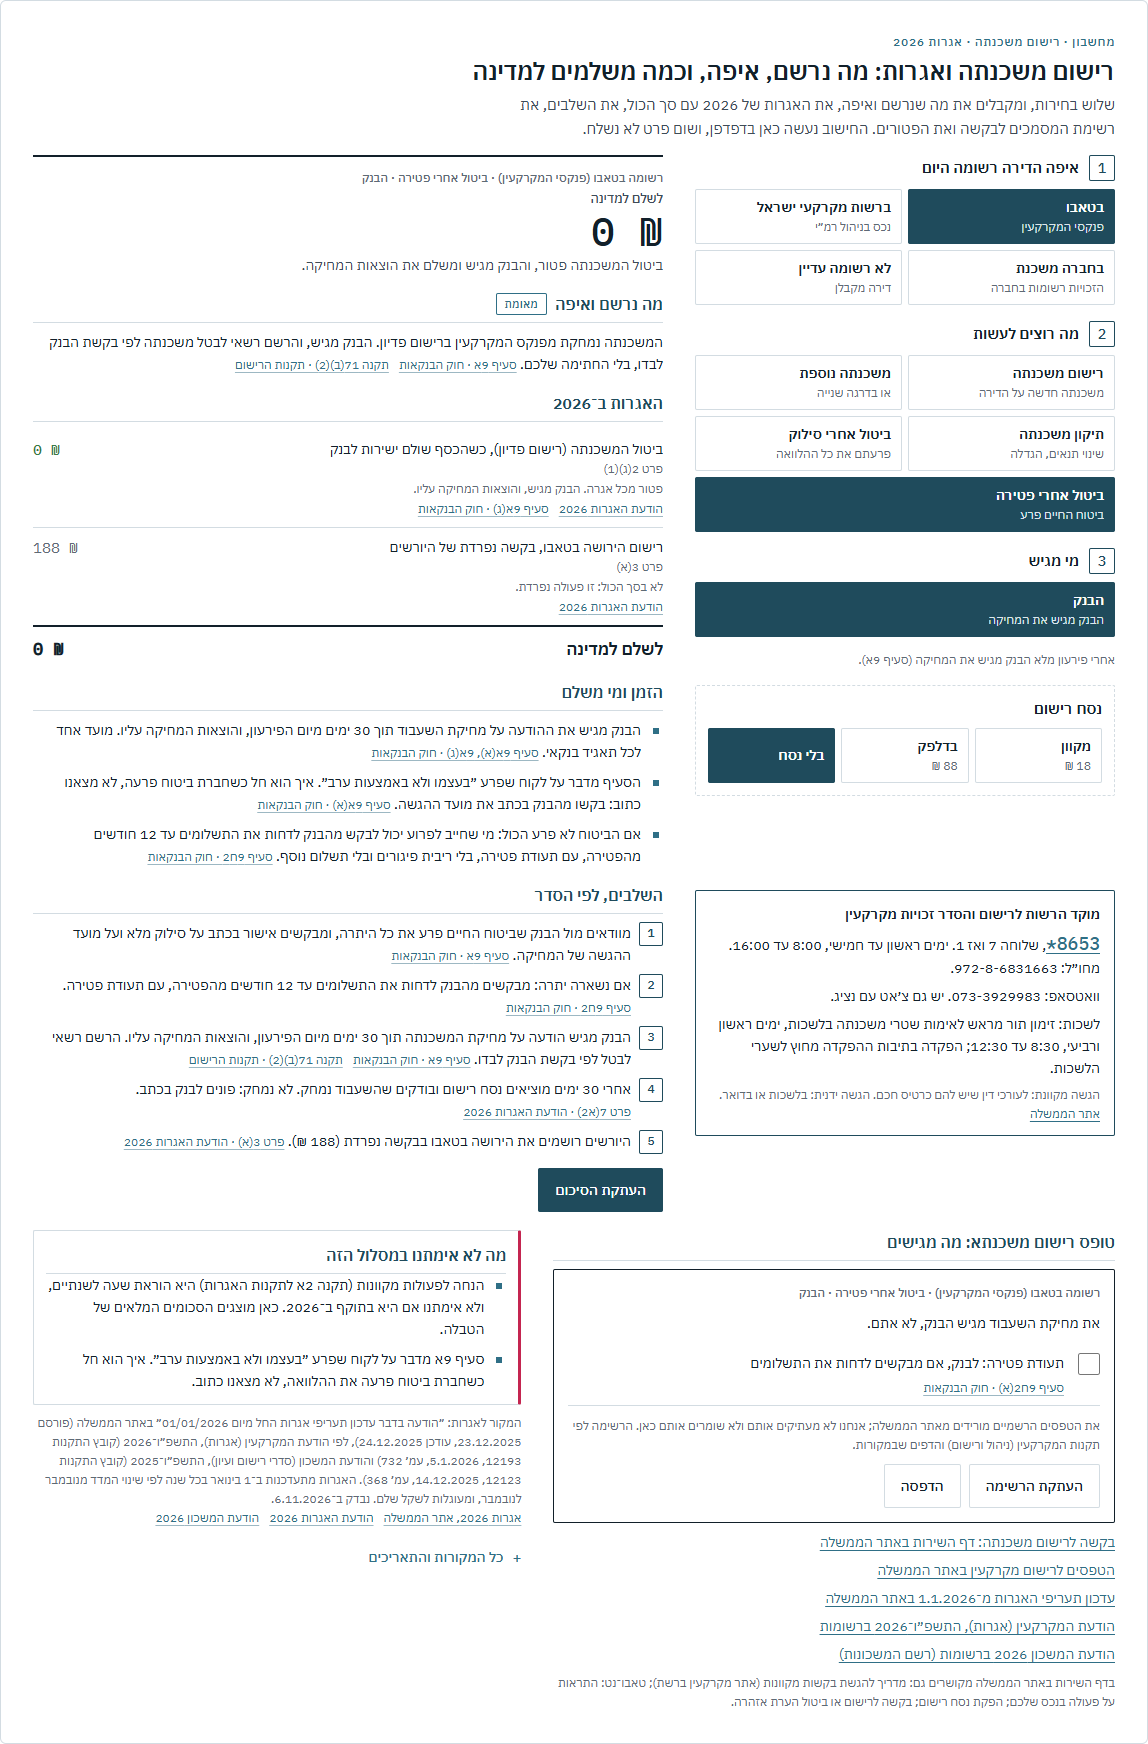 מחשבון · רישום משכנתה · אגרות 2026
רישום משכנתה ואגרות: מה נרשם, איפה, וכמה משלמים למדינה
שלוש בחירות, ומקבלים את מה שנרשם ואיפה, את האגרות של 2026 עם סך הכול, את השלבים, את
רשימת המסמכים לבקשה ואת הפטורים. החישוב נעשה כאן בדפדפן, ושום פרט לא נשלח.
1 איפה הדירה רשומה היום
בטאבו
פנקסי המקרקעין
ברשות מקרקעי ישראל
נכס בניהול רמ״י
בחברה משכנת
הזכויות רשומות בחברה
לא רשומה עדיין
דירה מקבלן
2 מה רוצים לעשות
רישום משכנתה
משכנתה חדשה על הדירה
משכנתה נוספת
או בדרגה שנייה
תיקון משכנתה
שינוי תנאים, הגדלה
ביטול אחרי סילוק
פרעתם את כל ההלוואה
ביטול אחרי פטירה
ביטוח החיים פרע
3 מי מגיש
הבנק
הבנק מגיש את המחיקה
אחרי פירעון מלא הבנק מגיש את המחיקה (סעיף 9א).
נסח רישום
מקוון
18 ₪
בדלפק
88 ₪
בלי נסח
מוקד הרשות לרישום והסדר זכויות מקרקעין
8653*, שלוחה 7 ואז 1. ימים ראשון עד חמישי, 8:00 עד 16:00.
מחו״ל: 972-8-6831663.
וואטסאפ: 073-3929983. יש גם צ׳אט עם נציג.
לשכות: זימון תור מראש לאימות שטרי משכנתה בלשכות, ימים ראשון
ורביעי, 8:30 עד 12:30; הפקדה בתיבות ההפקדה מחוץ לשערי
הלשכות.
הגשה מקוונת: לעורכי דין שיש להם כרטיס חכם. הגשה ידנית: בלשכות או בדואר.
אתר הממשלה
רשומה בטאבו (פנקסי המקרקעין) · ביטול אחרי פטירה · הבנק
לשלם למדינה
0 ₪
ביטול המשכנתה פטור, והבנק מגיש ומשלם את הוצאות המחיקה.
מה נרשם ואיפה מאומת
המשכנתה נמחקת מפנקס המקרקעין ברישום פדיון. הבנק מגיש, והרשם רשאי לבטל משכנתה לפי בקשת הבנק
לבדו, בלי החתימה שלכם. סעיף 9א · חוק הבנקאות תקנה 71(ב)(2) · תקנות הרישום
האגרות ב־2026
ביטול המשכנתה (רישום פדיון), כשהכסף שולם ישירות לבנק 0 ₪
פרט 2(ג)(1)
פטור מכל אגרה. הבנק מגיש, והוצאות המחיקה עליו.
הודעת האגרות 2026 סעיף 9א(ג) · חוק הבנקאות
רישום הירושה בטאבו, בקשה נפרדת של היורשים 188 ₪
פרט 3(א)
לא בסך הכול: זו פעולה נפרדת.
הודעת האגרות 2026
לשלם למדינה 0 ₪
הזמן ומי משלם
הבנק מגיש את ההודעה על מחיקת השעבוד תוך 30 ימים מיום הפירעון, והוצאות המחיקה עליו. מועד אחד
לכל תאגיד בנקאי. סעיף 9א(א), 9א(ג) · חוק הבנקאות
הסעיף מדבר על לקוח שפרע ״בעצמו ולא באמצעות ערב״. איך הוא חל כשחברת ביטוח פרעה, לא מצאנו
כתוב: בקשו מהבנק בכתב את מועד ההגשה. סעיף 9א(א) · חוק הבנקאות
אם הביטוח לא פרע הכול: מי שחייב לפרוע יכול לבקש מהבנק לדחות את התשלומים עד 12 חודשים
מהפטירה, עם תעודת פטירה, בלי ריבית פיגורים ובלי תשלום נוסף. סעיף 9ח2 · חוק הבנקאות
השלבים, לפי הסדר
1 מוודאים מול הבנק שביטוח החיים פרע את כל היתרה, ומבקשים אישור בכתב על סילוק מלא ועל מועד
ההגשה של המחיקה. סעיף 9א · חוק הבנקאות
2 אם נשארה יתרה: מבקשים מהבנק לדחות את התשלומים עד 12 חודשים מהפטירה, עם תעודת פטירה.
סעיף 9ח2 · חוק הבנקאות
3 הבנק מגיש הודעה על מחיקת המשכנתה תוך 30 ימים מיום הפירעון, והוצאות המחיקה עליו. הרשם רשאי
לבטל לפי בקשת הבנק לבדו. סעיף 9א · חוק הבנקאות תקנה 71(ב)(2) · תקנות הרישום
4 אחרי 30 ימים מוציאים נסח רישום ובודקים שהשעבוד נמחק. לא נמחק: פונים לבנק בכתב.
פרט 7(א2) · הודעת האגרות 2026
5 היורשים רושמים את הירושה בטאבו בבקשה נפרדת (188 ₪). פרט 3(א) · הודעת האגרות 2026
העתקת הסיכום
טופס רישום משכנתא: מה מגישים
רשומה בטאבו (פנקסי המקרקעין) · ביטול אחרי פטירה · הבנק
את מחיקת השעבוד מגיש הבנק, לא אתם.
תעודת פטירה: לבנק, אם מבקשים לדחות את התשלומים
סעיף 9ח2(א) · חוק הבנקאות
את הטפסים הרשמיים מורידים מאתר הממשלה; אנחנו לא מעתיקים אותם ולא שומרים אותם כאן. הרשימה לפי
תקנות המקרקעין (ניהול ורישום) והדפים שבמקורות.
העתקת הרשימה
הדפסה
בקשה לרישום משכנתה: דף השירות באתר הממשלה
הטפסים לרישום מקרקעין באתר הממשלה
עדכון תעריפי האגרות מ־1.1.2026 באתר הממשלה
הודעת המקרקעין (אגרות), התשפ״ו־2026 ברשומות
הודעת המשכון 2026 ברשומות (רשם המשכונות)
בדף השירות באתר הממשלה מקושרים גם: מדריך להגשת בקשות מקוונות (אתר מקרקעין ברשת); טאבו־נט: התראות
על פעולה בנכס שלכם; הפקת נסח רישום; בקשה לרישום או ביטול הערת אזהרה.
מה לא אימתנו במסלול הזה
הנחה לפעולות מקוונות (תקנה 2א לתקנות האגרות) היא הוראת שעה לשנתיים,
ולא אימתנו אם היא בתוקף ב־2026. כאן מוצגים הסכומים המלאים של
הטבלה.
סעיף 9א מדבר על לקוח שפרע ״בעצמו ולא באמצעות ערב״. איך הוא חל
כשחברת ביטוח פרעה את ההלוואה, לא מצאנו כתוב.
המקור לאגרות: ״הודעה בדבר עדכון תעריפי אגרות החל מיום 01/01/2026״ באתר הממשלה (פורסם
23.12.2025, עודכן 24.12.2025), לפי הודעת המקרקעין (אגרות), התשפ״ו־2026 (קובץ התקנות
12193, 5.1.2026, עמ׳ 732) והודעת המשכון (סדרי רישום ועיון), התשפ״ו־2025 (קובץ התקנות
12123, 14.12.2025, עמ׳ 368). האגרות מתעדכנות ב־1 בינואר בכל שנה לפי שינוי המדד מנובמבר
לנובמבר, ומעוגלות לשקל שלם. נבדק ב־6.11.2026.
אגרות 2026, אתר הממשלה הודעת האגרות 2026 הודעת המשכון 2026
+ כל המקורות והתאריכים